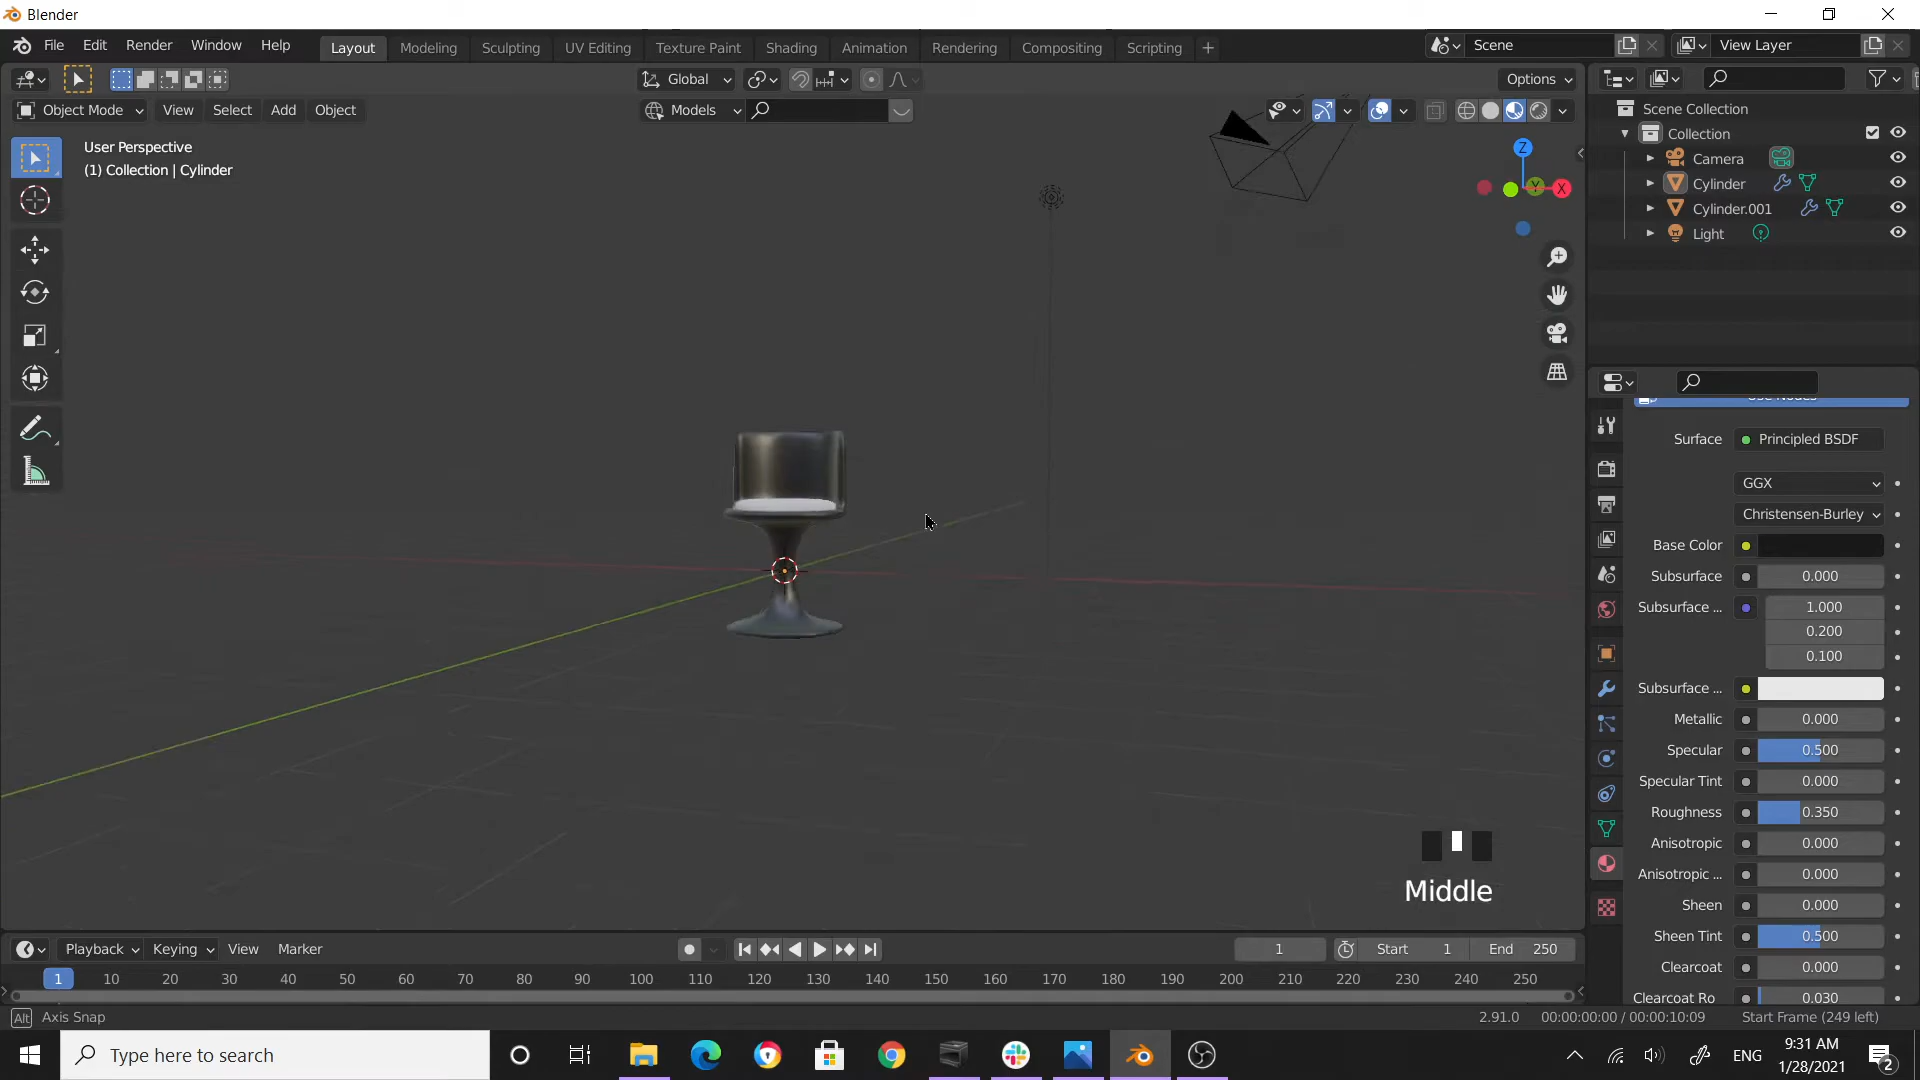 Blender
File Edit Render Window Help Layout Modeling Sculpting UV Editing Texture Paint Shading Animation Rendering Compositing Scripting + Scene View Layer
Global Options
Object Mode View Select Add Object Models
User Perspective
(1) Collection | Cylinder
Z
Y
X
Scene Collection
Collection
Camera
Cylinder
Cylinder.001
Light
Use Nodes
Surface Principled BSDF
GGX
Christensen-Burley
Base Color
Subsurface 0.000
Subsurface ... 1.000
0.200
0.100
Subsurface ...
Metallic 0.000
Specular 0.500
Specular Tint 0.000
Roughness 0.350
Anisotropic 0.000
Anisotropic ... 0.000
Sheen 0.000
Sheen Tint 0.500
Clearcoat 0.000
Clearcoat Ro 0.030
Middle
Playback Keying View Marker 1 Start 1 End 250
1 10 20 30 40 50 60 70 80 90 100 110 120 130 140 150 160 170 180 190 200 210 220 230 240 250
Alt Axis Snap 2.91.0 00:00:00:00 / 00:00:10:09 Start Frame (249 left)
Type here to search ENG 9:31 AM
1/28/2021
2